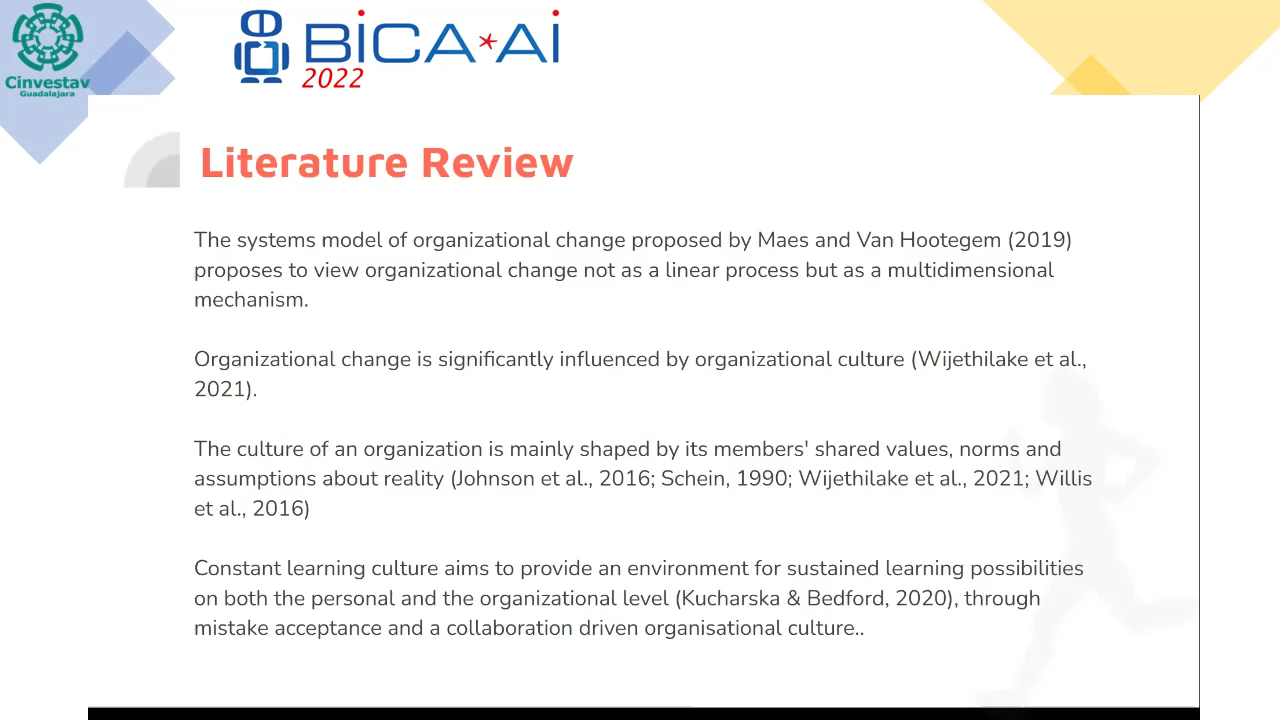 Cinvestav
Guadalajara
BiCA*Ai
2022
Literature Review
The systems model of organizational change proposed by Maes and Van Hootegem (2019)
proposes to view organizational change not as a linear process but as a multidimensional
mechanism.
Organizational change is significantly influenced by organizational culture (Wijethilake et al.,
2021).
The culture of an organization is mainly shaped by its members' shared values, norms and
assumptions about reality (Johnson et al., 2016; Schein, 1990; Wijethilake et al., 2021; Willis
et al., 2016)
Constant learning culture aims to provide an environment for sustained learning possibilities
on both the personal and the organizational level (Kucharska & Bedford, 2020), through
mistake acceptance and a collaboration driven organisational culture..